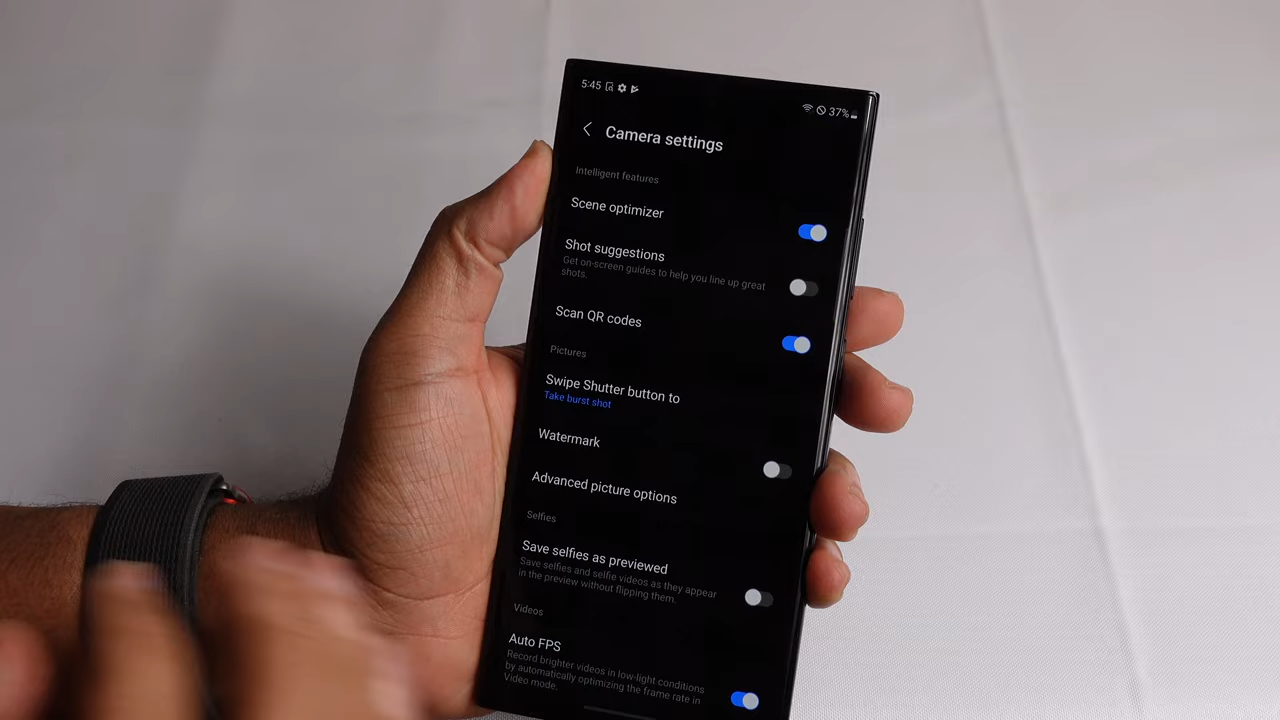 5:45
37%
Camera settings
Intelligent features
Scene optimizer
Shot suggestions
Get on-screen guides to help you line up great
shots.
Scan QR codes
Pictures
Swipe Shutter button to
Take burst shot
Watermark
Advanced picture options
Selfies
Save selfies as previewed
Save selfies and selfie videos as they appear
in the preview without flipping them.
Videos
Auto FPS
Record brighter videos in low-light conditions
by automatically optimizing the frame rate in
Video mode.